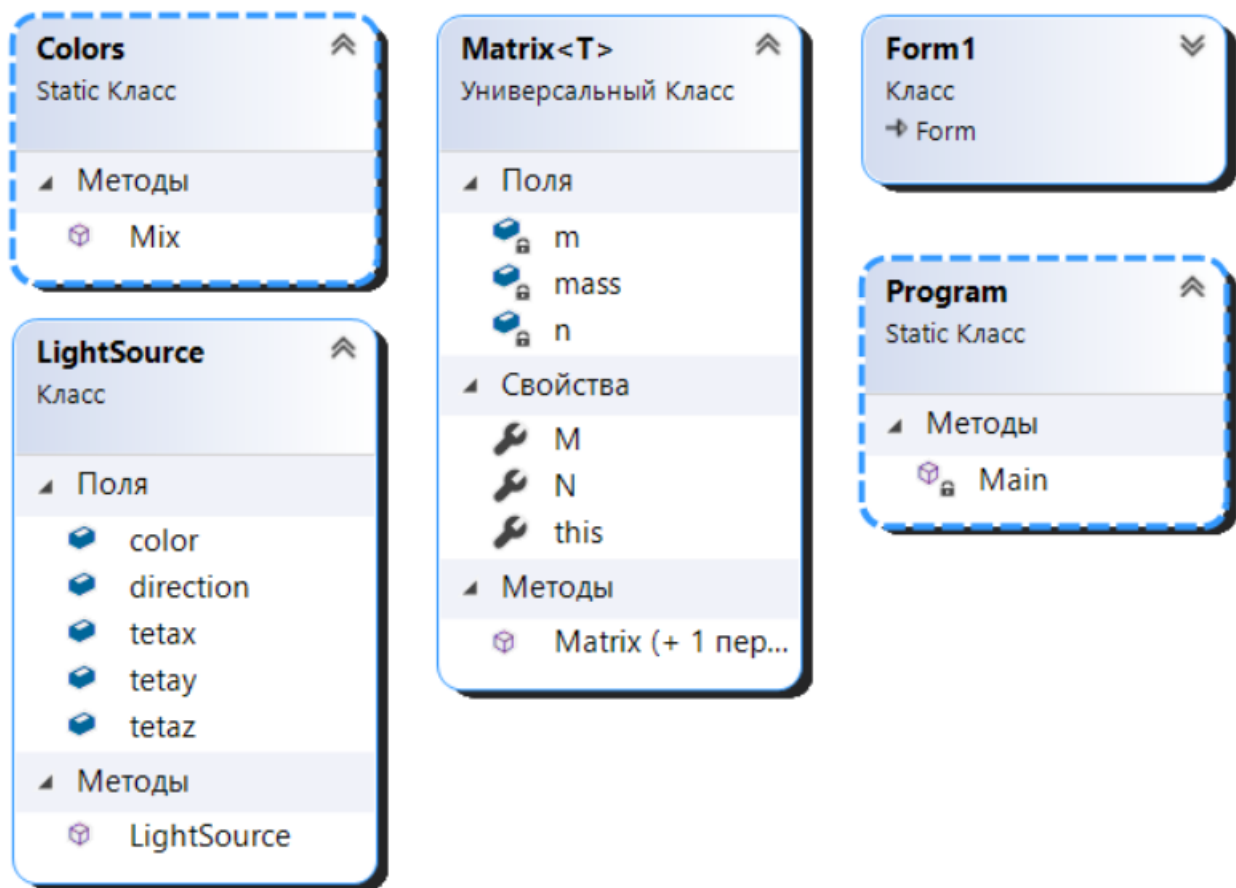 Colors
Static Класс
Методы
Mix
LightSource
Класс
Поля
color
direction
tetax
tetay
tetaz
Методы
LightSource
Matrix<T>
Универсальный Класс
Поля
m
mass
n
Свойства
M
N
this
Методы
Matrix (+ 1 пер...
Form1
Класс
Form
Program
Static Класс
Методы
Main